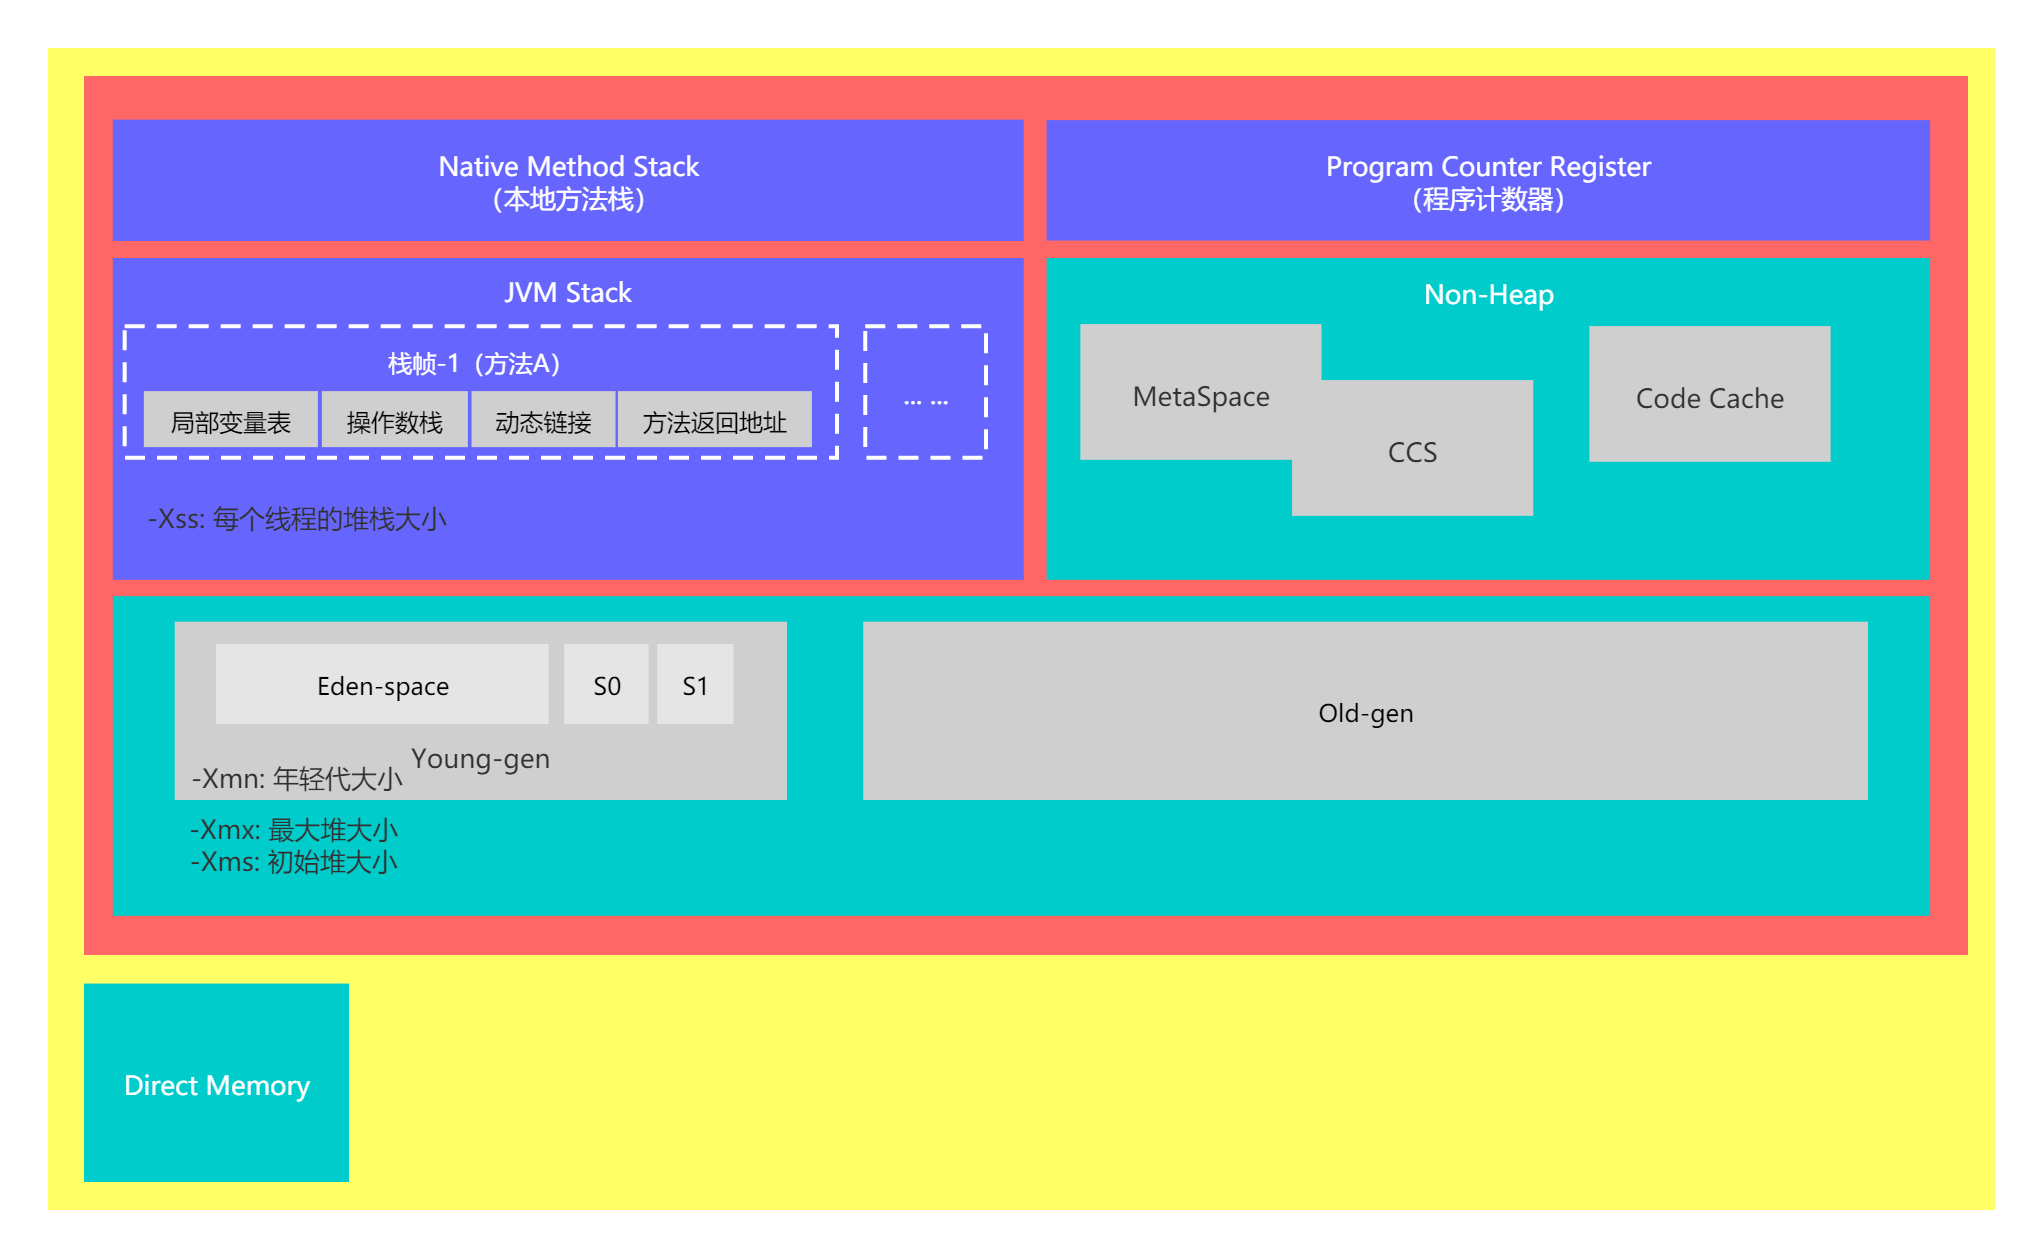 Native Method Stack
（本地方法栈）
Program Counter Register
（程序计数器）
JVM Stack
栈帧-1（方法A）
局部变量表
操作数栈
动态链接
方法返回地址
... ...
-Xss: 每个线程的堆栈大小
Non-Heap
MetaSpace
CCS
Code Cache
Eden-space
S0
S1
Young-gen
-Xmn: 年轻代大小
-Xmx: 最大堆大小
-Xms: 初始堆大小
Old-gen
Direct Memory